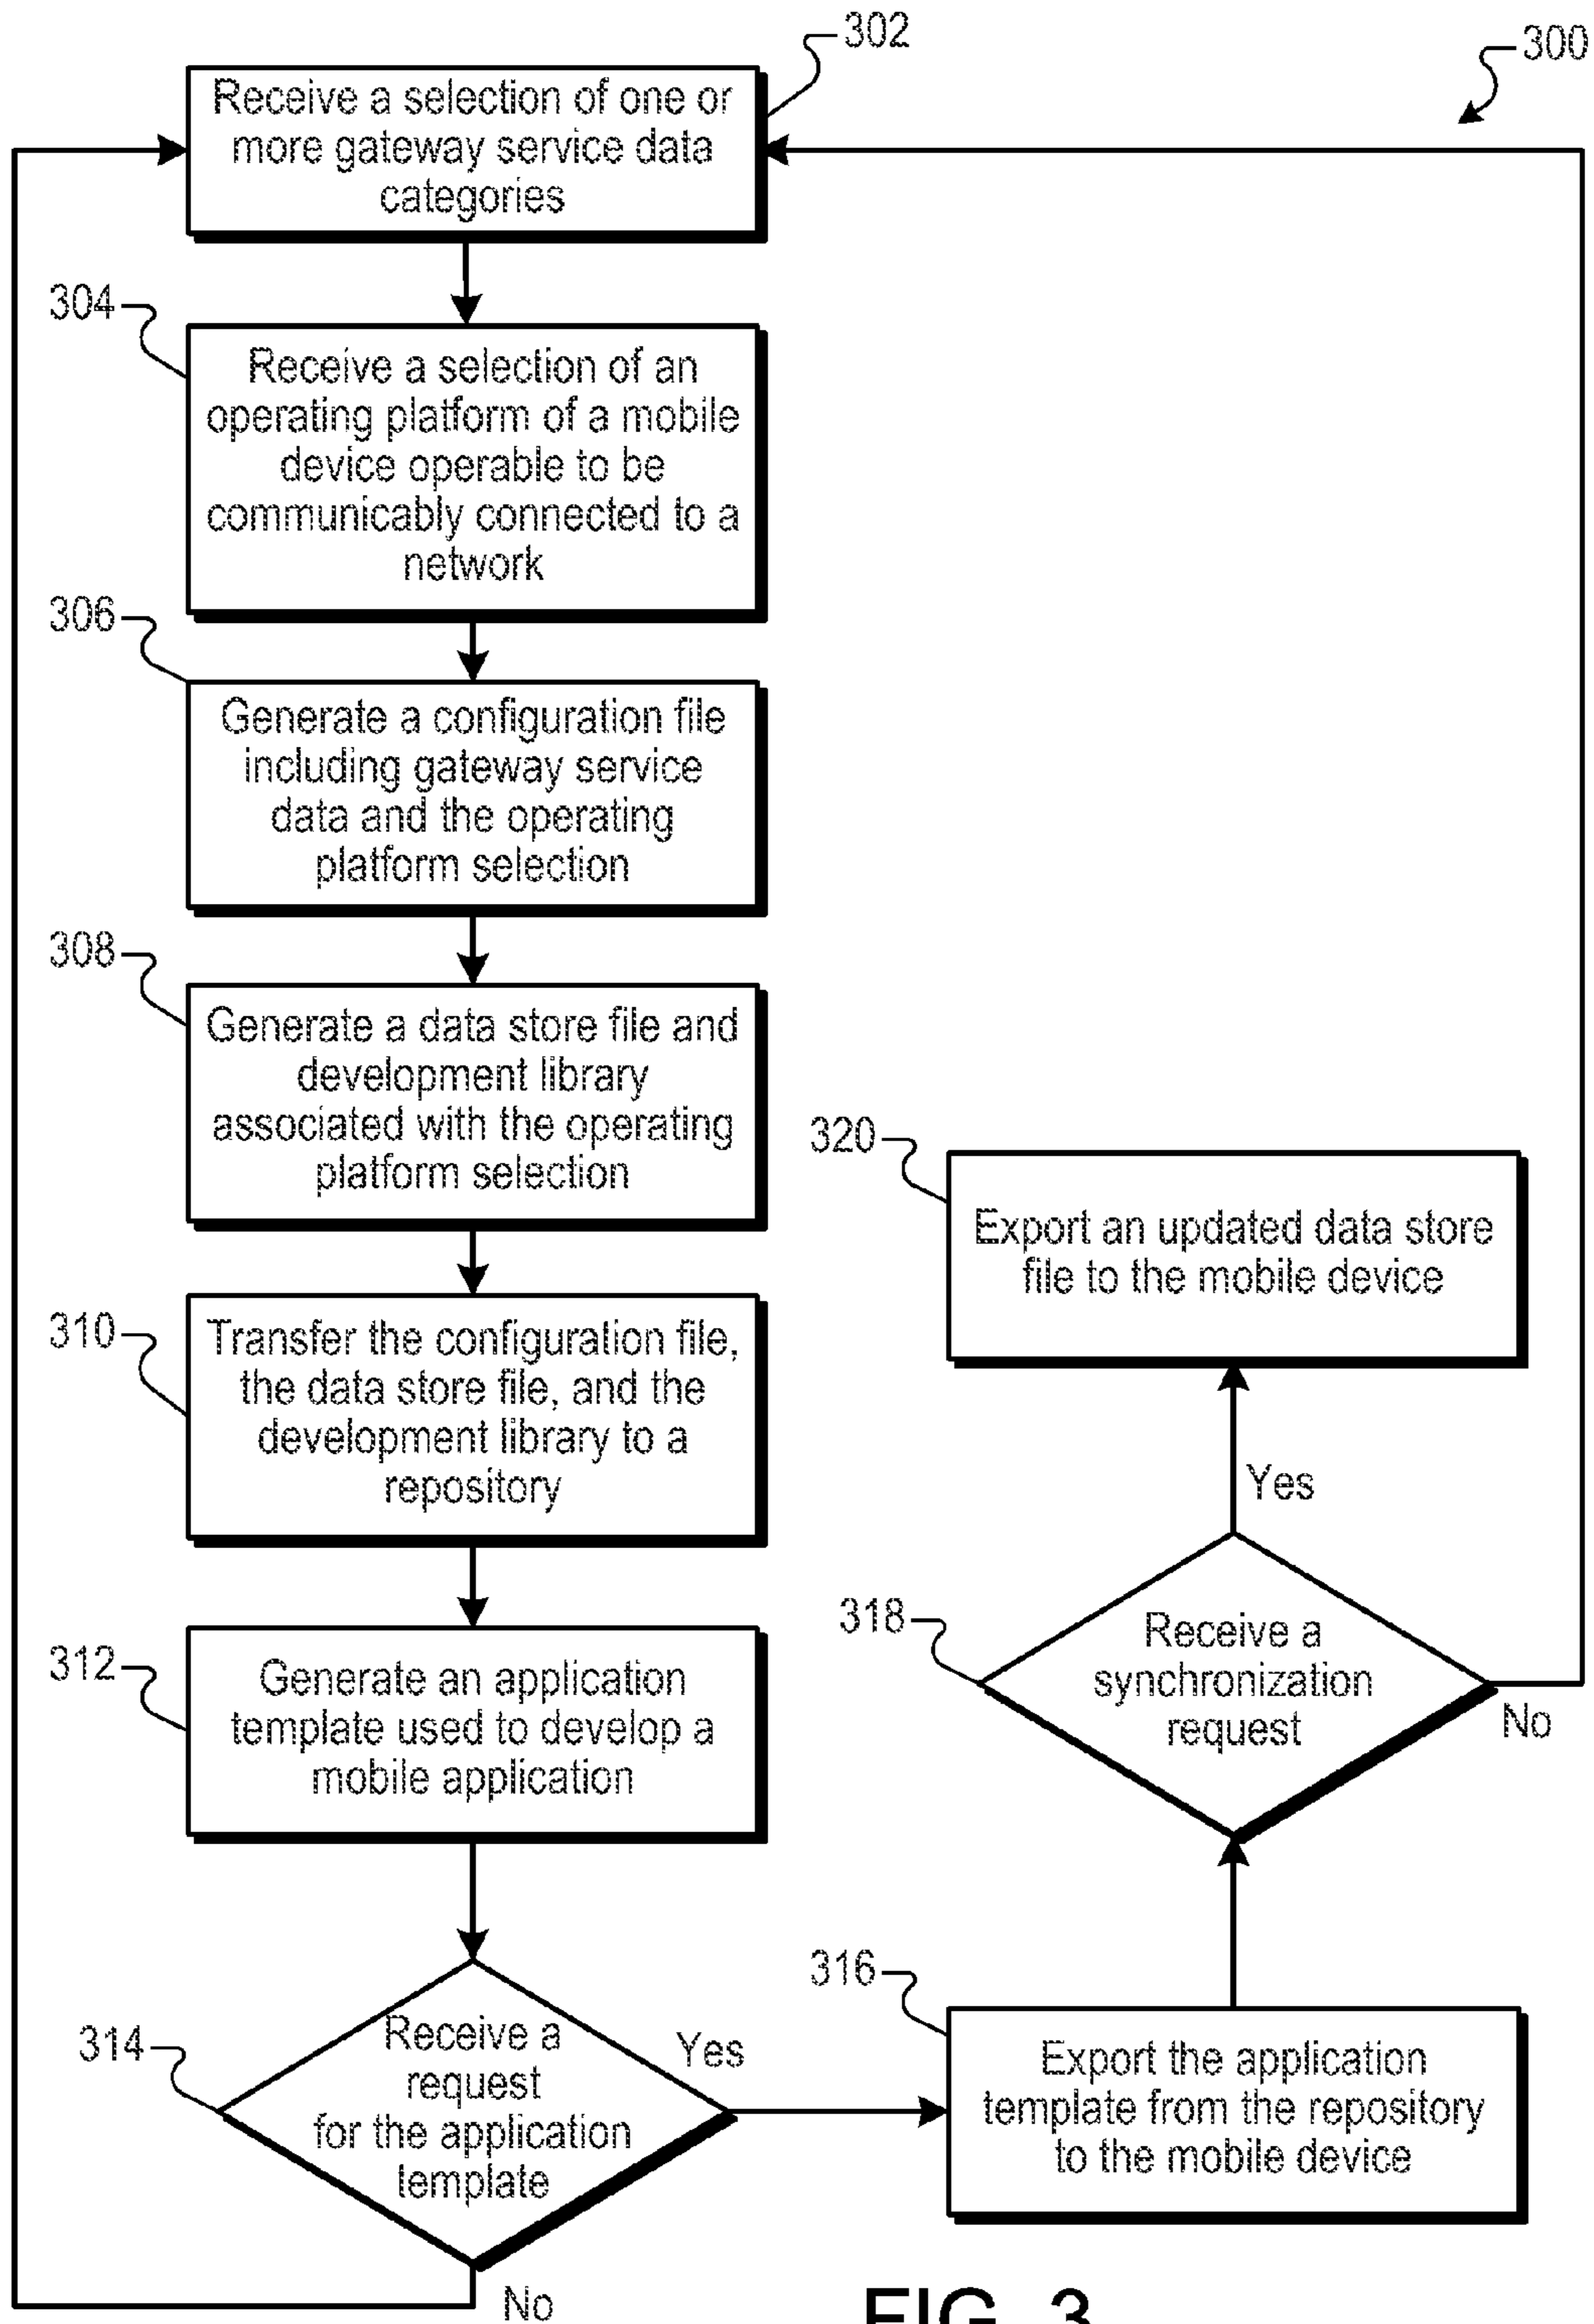 302
300
Receive a selection of one or
more gateway service data
categories
304
Receive a selection of an
operating platform of a mobile
device operable to be
communicably connected to a
network
306
Generate a configuration file
including gateway service
data and the operating
platform selection
308
Generate a data store file and
development library
associated with the operating
platform selection
310
Transfer the configuration file,
the data store file, and the
development library to a
repository
312
Generate an application
template used to develop a
mobile application
314
Receive a
request
for the application
template
Yes
No
316
Export the application
template from the repository
to the mobile device
318
Receive a
synchronization
request
Yes
No
320
Export an updated data store
file to the mobile device
FIG. 3